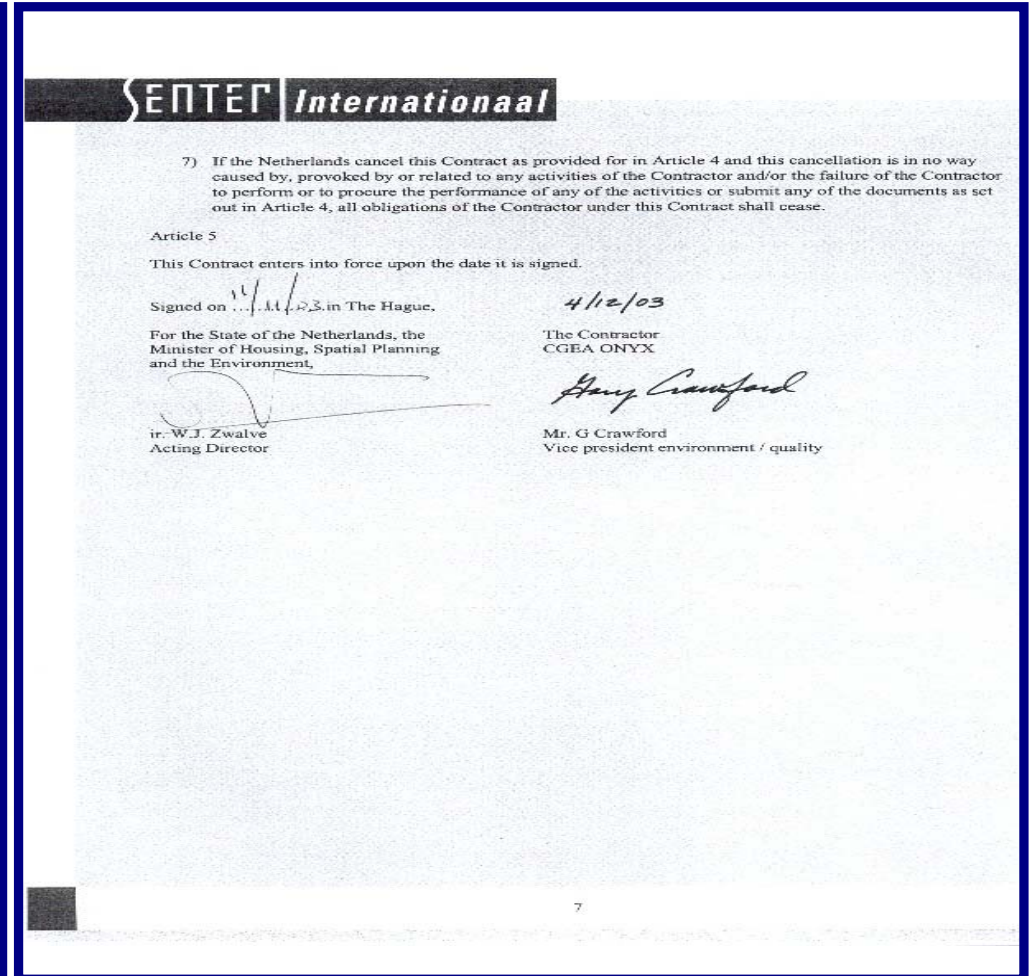 SENTER Internationaal
7) If the Netherlands cancel this Contract as provided for in Article 4 and this cancellation is in no way
caused by, provoked by or related to any activities of the Contractor and/or the failure of the Contractor
to perform or to procure the performance of any of the activities or submit any of the documents as set
out in Article 4, all obligations of the Contractor under this Contract shall cease.
Article 5
This Contract enters into force upon the date it is signed.
Signed on 11/11/03 in The Hague, 4/12/03
For the State of the Netherlands, the
Minister of Housing, Spatial Planning
and the Environment,
The Contractor
CGEA ONYX
Gary Crawford
ir. W.J. Zwalve
Acting Director
Mr. G Crawford
Vice president environment / quality
7